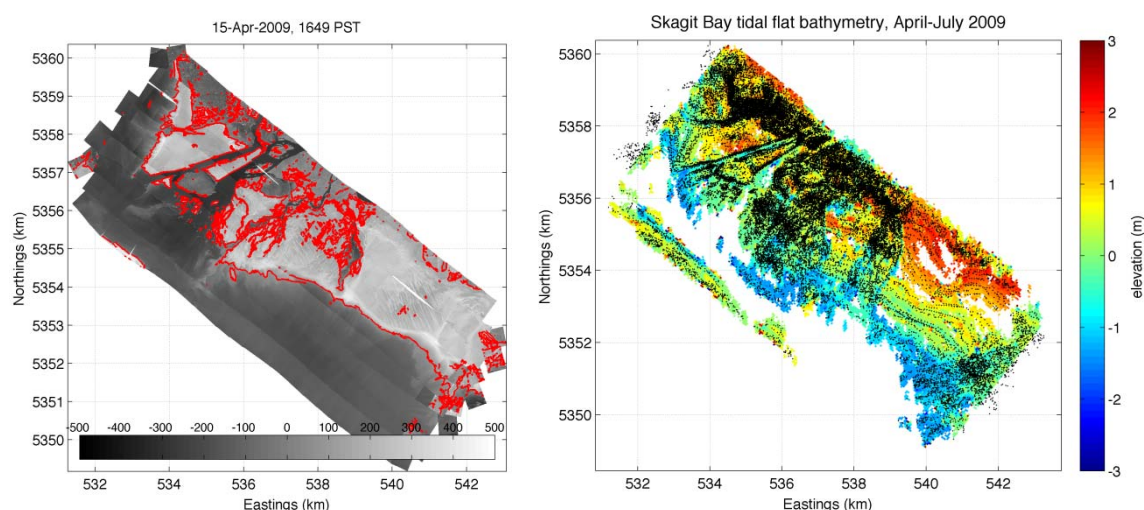 15-Apr-2009, 1649 PST
5360
5359
5358
5357
5356
5355
5354
5353
5352
5351
5350
Northings (km)
-500 -400 -300 -200 -100 0 100 200 300 400 500
532 534 536 538 540 542
Eastings (km)
Skagit Bay tidal flat bathymetry, April-July 2009
5360
5358
5356
5354
5352
5350
Northings (km)
532 534 536 538 540 542
Eastings (km)
3
2
1
0
-1
-2
-3
elevation (m)